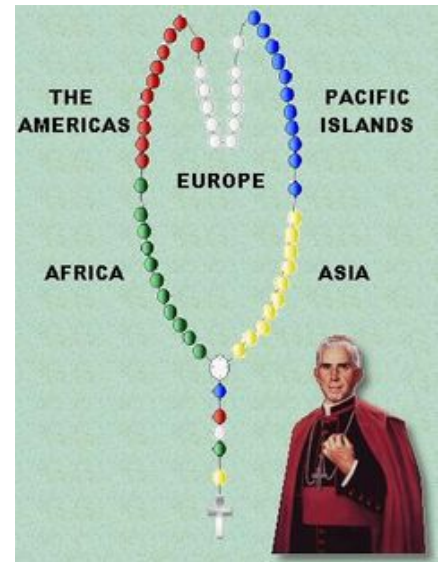 THE
AMERICAS
PACIFIC
ISLANDS
EUROPE
AFRICA
ASIA